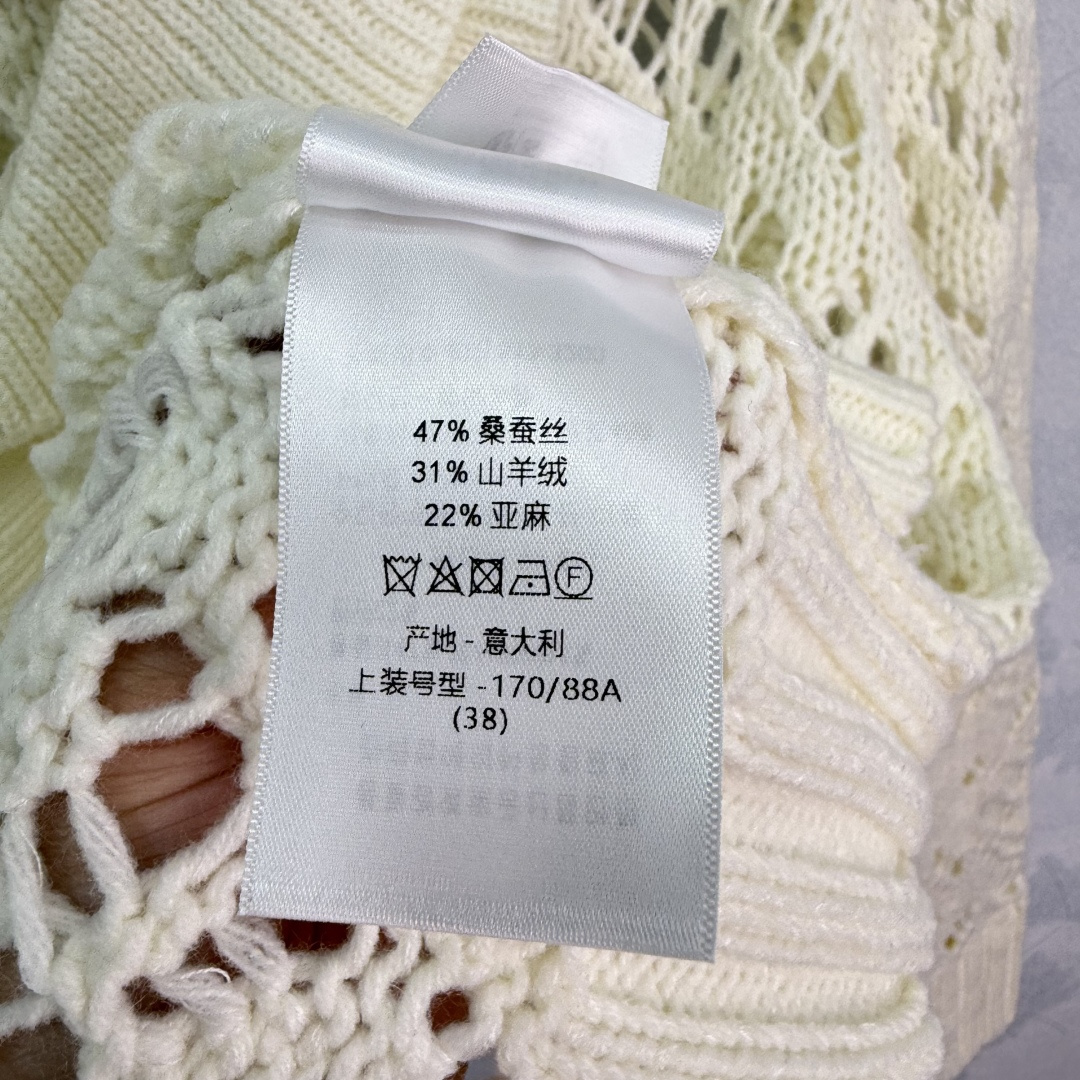 47% 桑蚕丝
31% 山羊绒
22% 亚麻
F
产地 - 意大利
上装号型 -170/88A
(38)